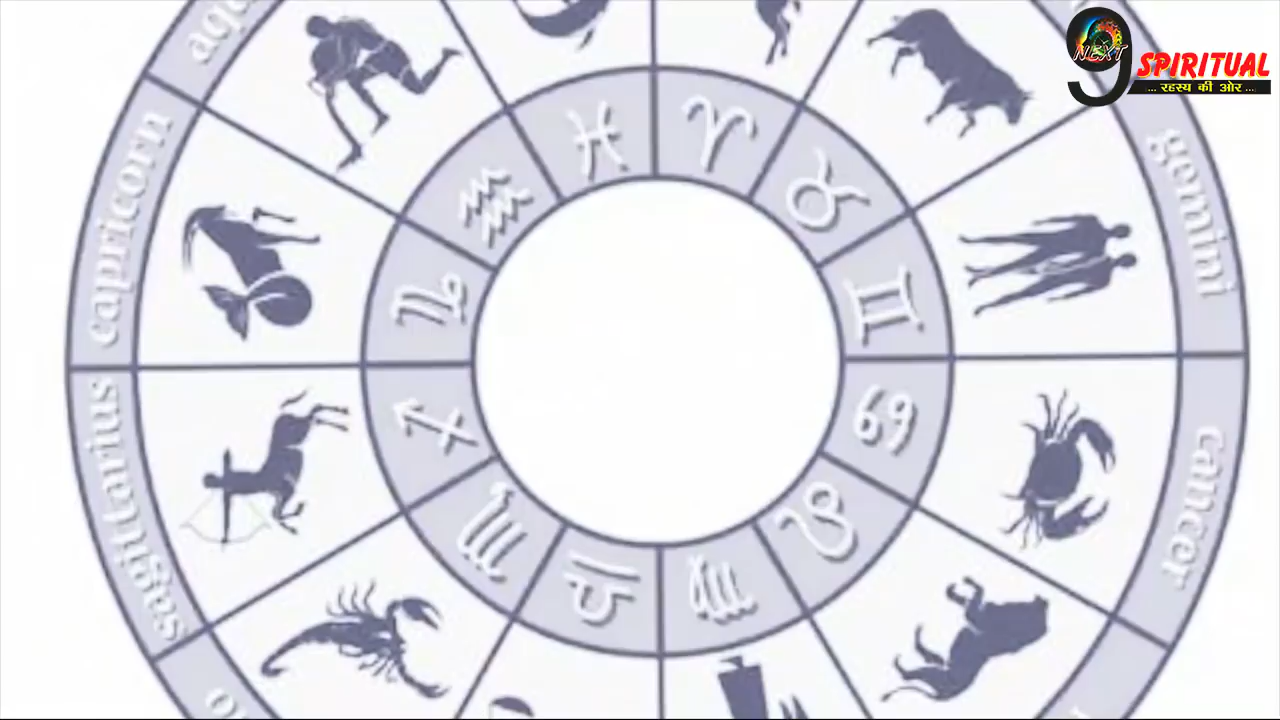 NEXT
9
SPIRITUAL
... रहस्य की ओर ...
capricorn
gemini
sagittarius
cancer